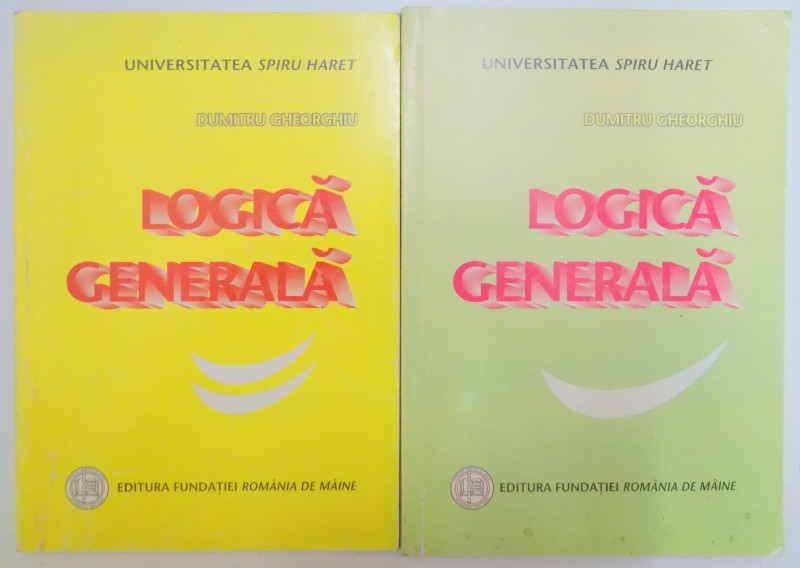 UNIVERSITATEA SPIRU HARET
DUMITRU GHEORGHIU
LOGICĂ
GENERALĂ
EDITURA FUNDAȚIEI ROMÂNIA DE MÂINE
UNIVERSITATEA SPIRU HARET
DUMITRU GHEORGHIU
LOGICĂ
GENERALĂ
EDITURA FUNDAȚIEI ROMÂNIA DE MÂINE